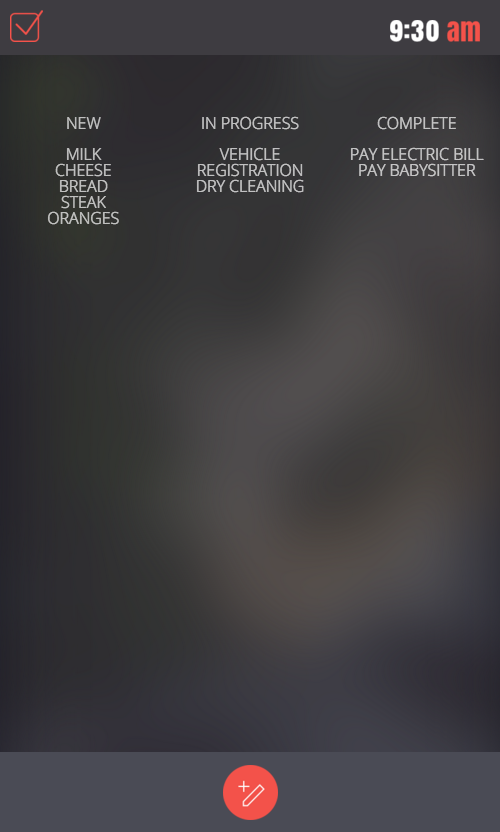 9:30 am
NEW
MILK
CHEESE
BREAD
STEAK
ORANGES
IN PROGRESS
VEHICLE
REGISTRATION
DRY CLEANING
COMPLETE
PAY ELECTRIC BILL
PAY BABYSITTER